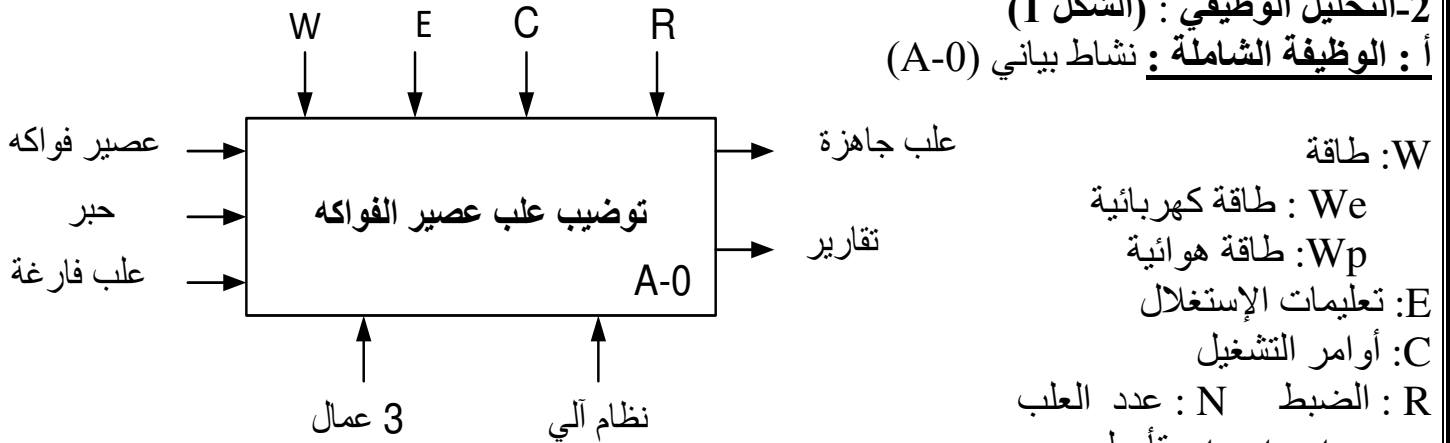 2-التحليل الوظيفي : (الشكل 1)
أ : الوظيفة الشاملة : نشاط بياني (A-0)
W E C R
عصير فواكه
حبر
علب فارغة
توضيب علب عصير الفواكه
A-0
علب جاهزة
تقارير
3 عمال
نظام آلي
W: طاقة
We : طاقة كهربائية
Wp: طاقة هوائية
E: تعليمات الإستغلال
C: أوامر التشغيل
R : الضبط N : عدد العلب